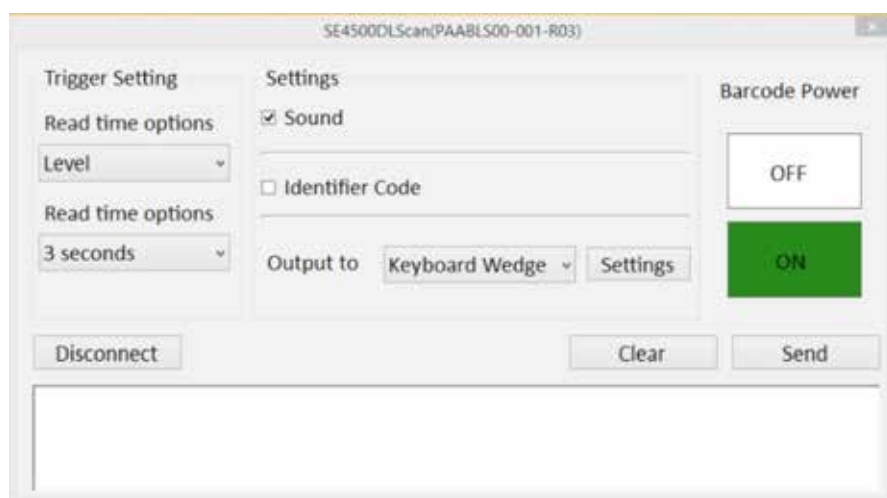 SE4500DLScan(PAABLS00-001-R03)
Trigger Setting
Read time options
Level
Read time options
3 seconds
Settings
Sound
Identifier Code
Output to Keyboard Wedge Settings
Barcode Power
OFF
ON
Disconnect Clear Send